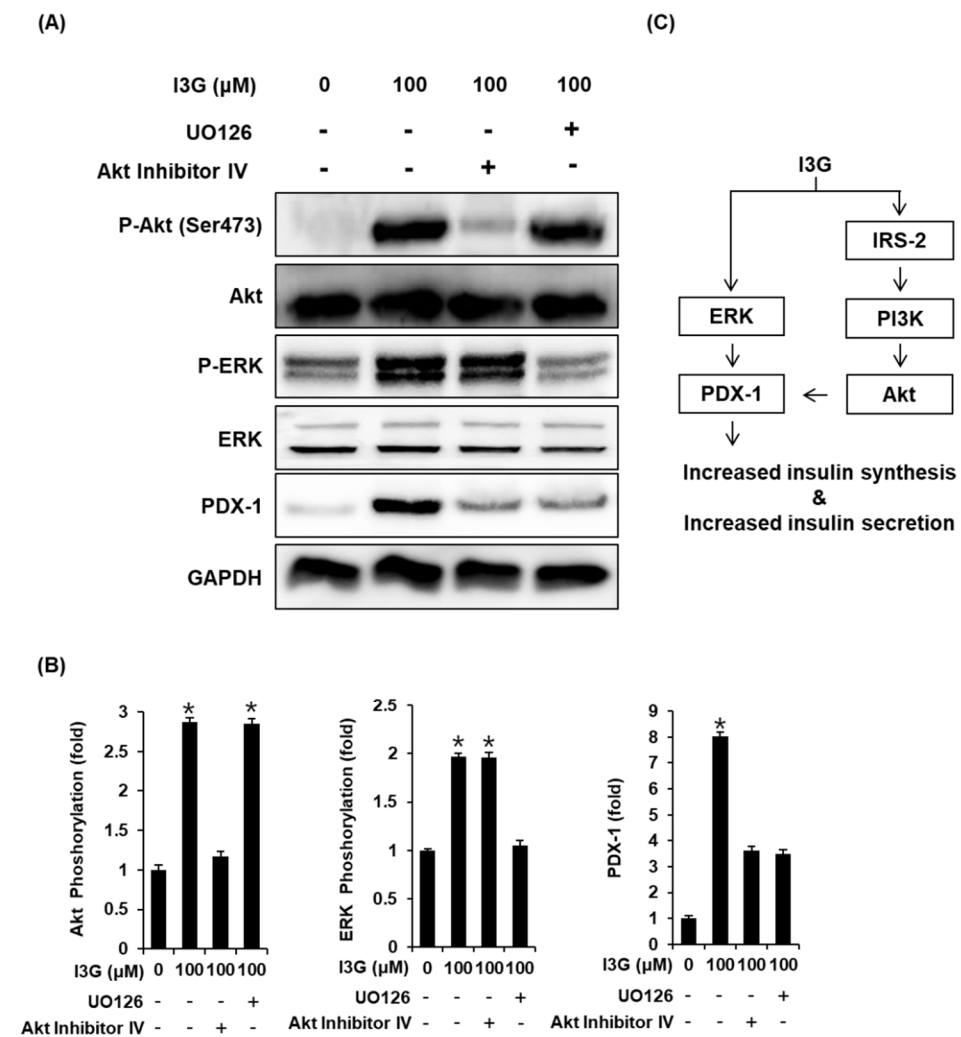 (A)
I3G (μM) 0 100 100 100
UO126 - - - +
Akt Inhibitor IV - - + -
P-Akt (Ser473)
Akt
P-ERK
ERK
PDX-1
GAPDH
(C)
I3G
IRS-2
ERK PI3K
PDX-1 Akt
Increased insulin synthesis
&
Increased insulin secretion
(B)
Akt Phoshorylation (fold)
3
2.5
2
1
1
0.5
0
* *
I3G (μM) 0 100 100 100
UO126 - - - +
Akt Inhibitor IV - - + -
ERK Phoshorylation (fold)
2.5
2
1.5
1
0.5
0
* *
I3G (μM) 0 100 100 100
UO126 - - - +
Akt Inhibitor IV - - + -
PDX-1 (fold)
9
8
7
6
5
4
3
2
1
0
*
I3G (μM) 0 100 100 100
UO126 - - - +
Akt Inhibitor IV - - + -